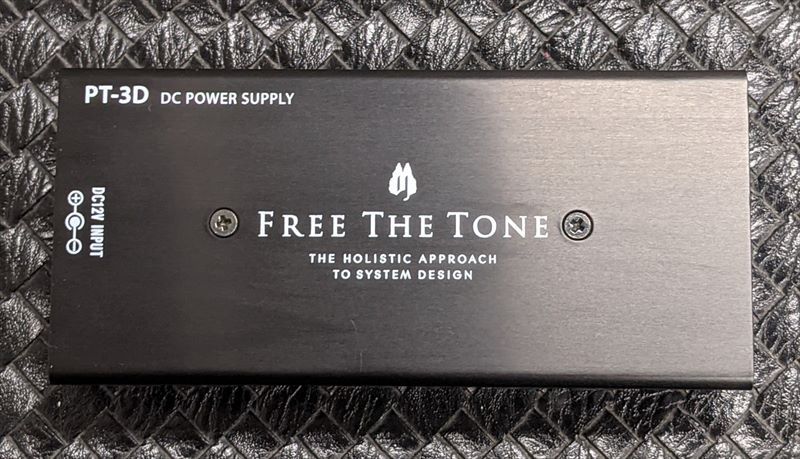 PT-3D DC POWER SUPPLY
DC12V INPUT
FREE THE TONE
THE HOLISTIC APPROACH
TO SYSTEM DESIGN